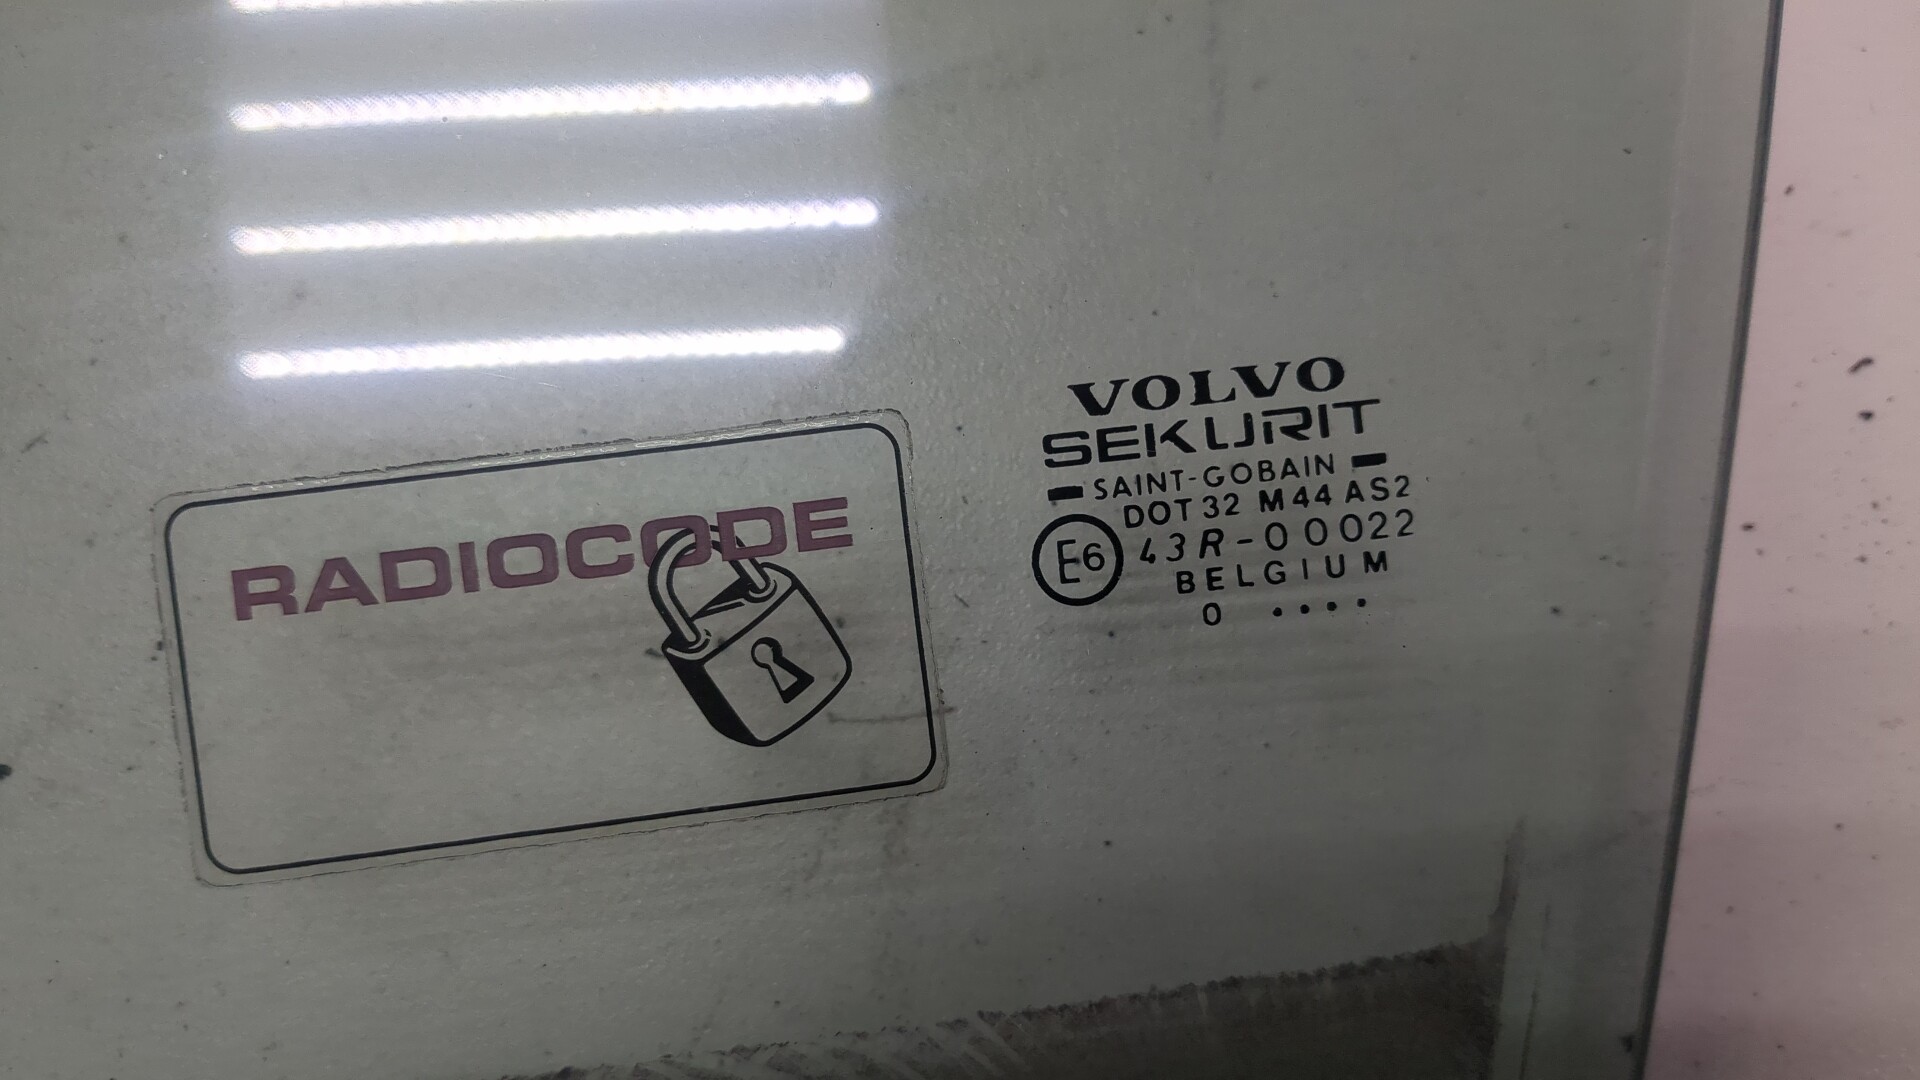 RADIOCODE
VOLVO
SEKURIT
SAINT-GOBAIN
DOT 32 M44 AS2
E6 43R-00022
BELGIUM
0 ....